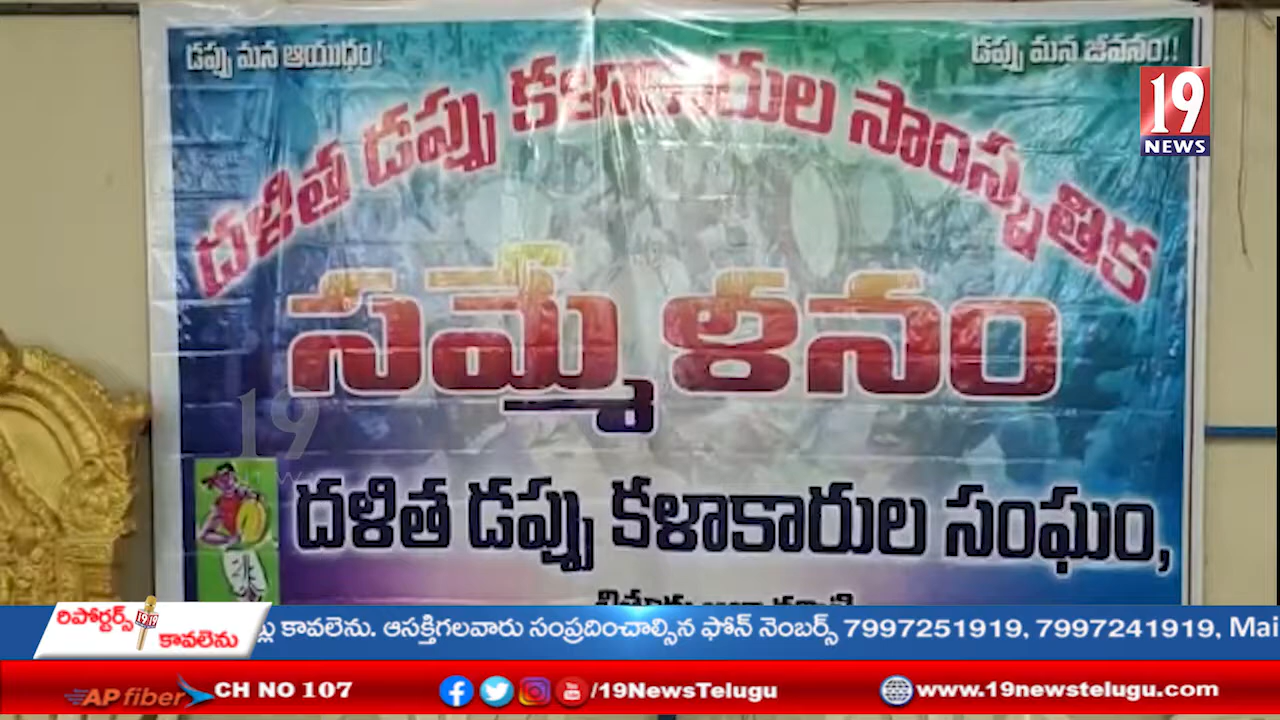 డప్పు మన ఆయుధం!
డప్పు మన జీవనం!!
దళిత డప్పు కళాకారుల సాంస్కృతిక
సమ్మేళనం
దళిత డప్పు కళాకారుల సంఘం,
19
NEWS
రిపోర్టర్స్
కావలెను
కావలెను. ఆసక్తిగలవారు సంప్రదించాల్సిన ఫోన్ నెంబర్స్ 7997251919, 7997241919, Mai
AP fiber CH NO 107 /19NewsTelugu www.19newstelugu.com